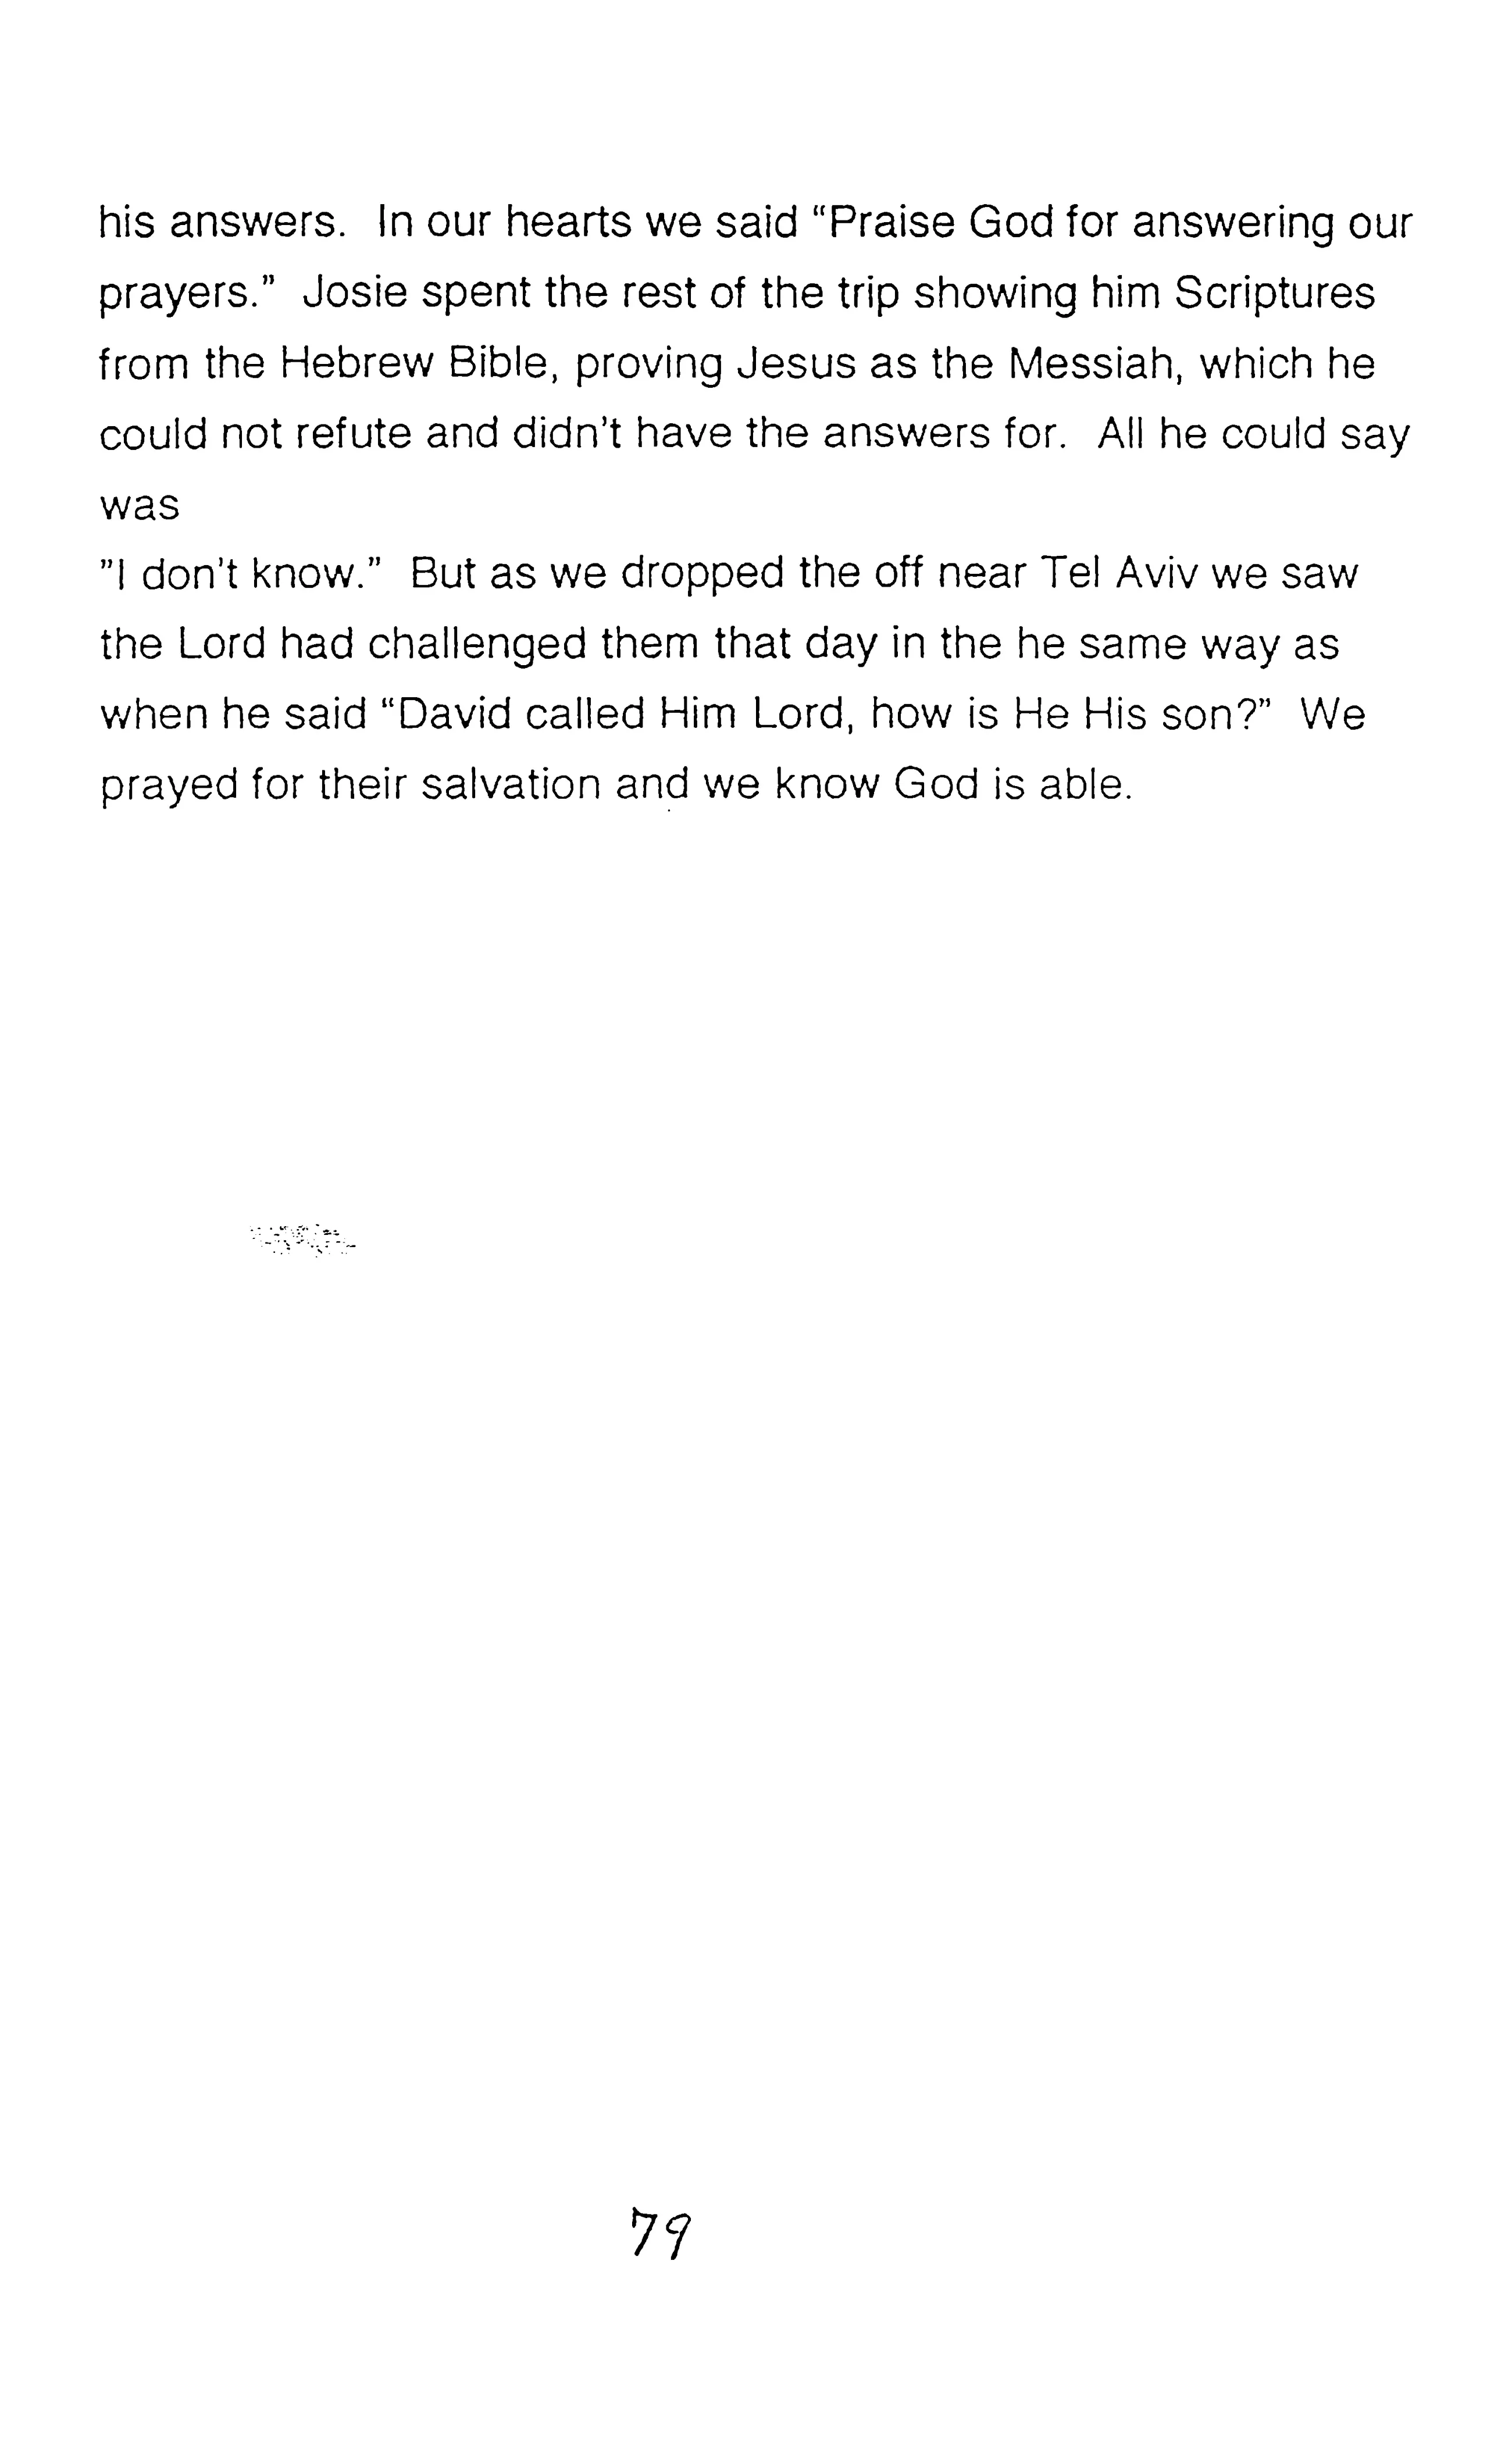 his answers.  In our hearts we said “Praise God for answering our
prayers.”  Josie spent the rest of the trip showing him Scriptures
from the Hebrew Bible, proving Jesus as the Messiah, which he
could not refute and didn't have the answers for.  All he could say
was
”I don't know.”  But as we dropped the off near Tel Aviv we saw
the Lord had challenged them that day in the he same way as
when he said “David called Him Lord, how is He His son?”  We
prayed for their salvation and we know God is able.
79